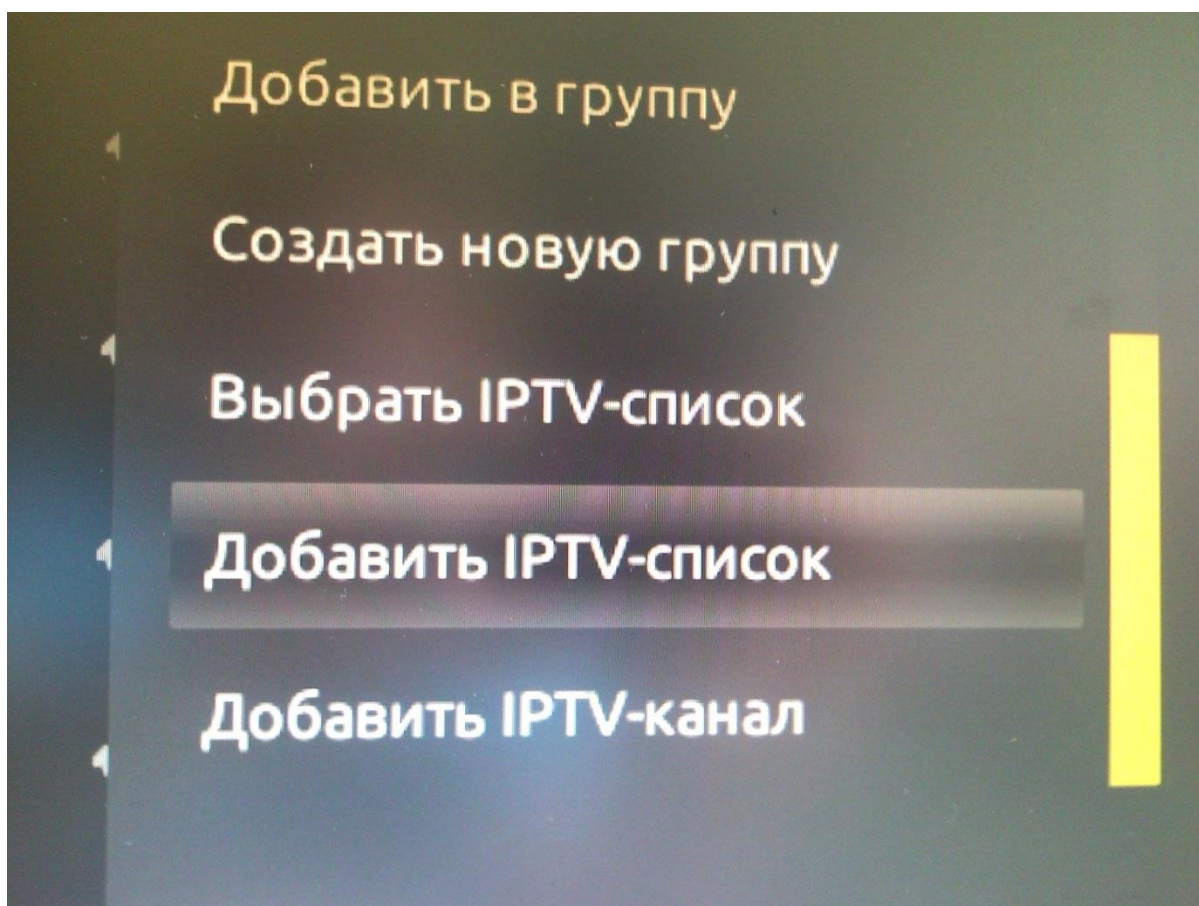 Добавить в группу
Создать новую группу
Выбрать IPTV-список
Добавить IPTV-список
Добавить IPTV-канал